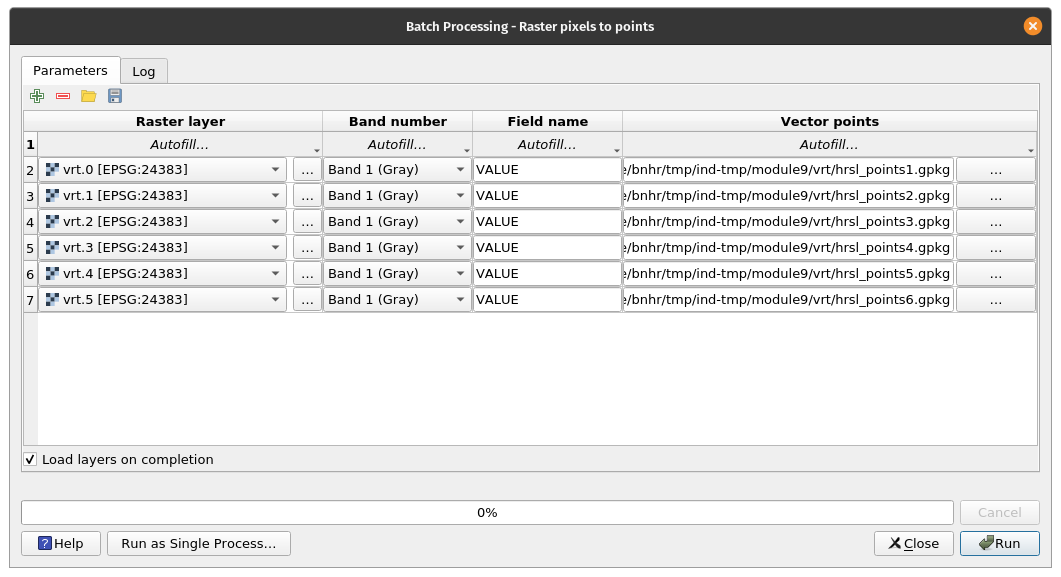 Batch Processing - Raster pixels to points
Parameters Log
Raster layer Band number Field name Vector points
1 Autofill... Autofill... Autofill... Autofill...
2 vrt.0 [EPSG:24383] ... Band 1 (Gray) VALUE e/bnhr/tmp/ind-tmp/module9/vrt/hrsl_points1.gpkg ...
3 vrt.1 [EPSG:24383] ... Band 1 (Gray) VALUE e/bnhr/tmp/ind-tmp/module9/vrt/hrsl_points2.gpkg ...
4 vrt.2 [EPSG:24383] ... Band 1 (Gray) VALUE e/bnhr/tmp/ind-tmp/module9/vrt/hrsl_points3.gpkg ...
5 vrt.3 [EPSG:24383] ... Band 1 (Gray) VALUE e/bnhr/tmp/ind-tmp/module9/vrt/hrsl_points4.gpkg ...
6 vrt.4 [EPSG:24383] ... Band 1 (Gray) VALUE e/bnhr/tmp/ind-tmp/module9/vrt/hrsl_points5.gpkg ...
7 vrt.5 [EPSG:24383] ... Band 1 (Gray) VALUE e/bnhr/tmp/ind-tmp/module9/vrt/hrsl_points6.gpkg ...
Load layers on completion
0% Cancel
Help Run as Single Process... Close Run